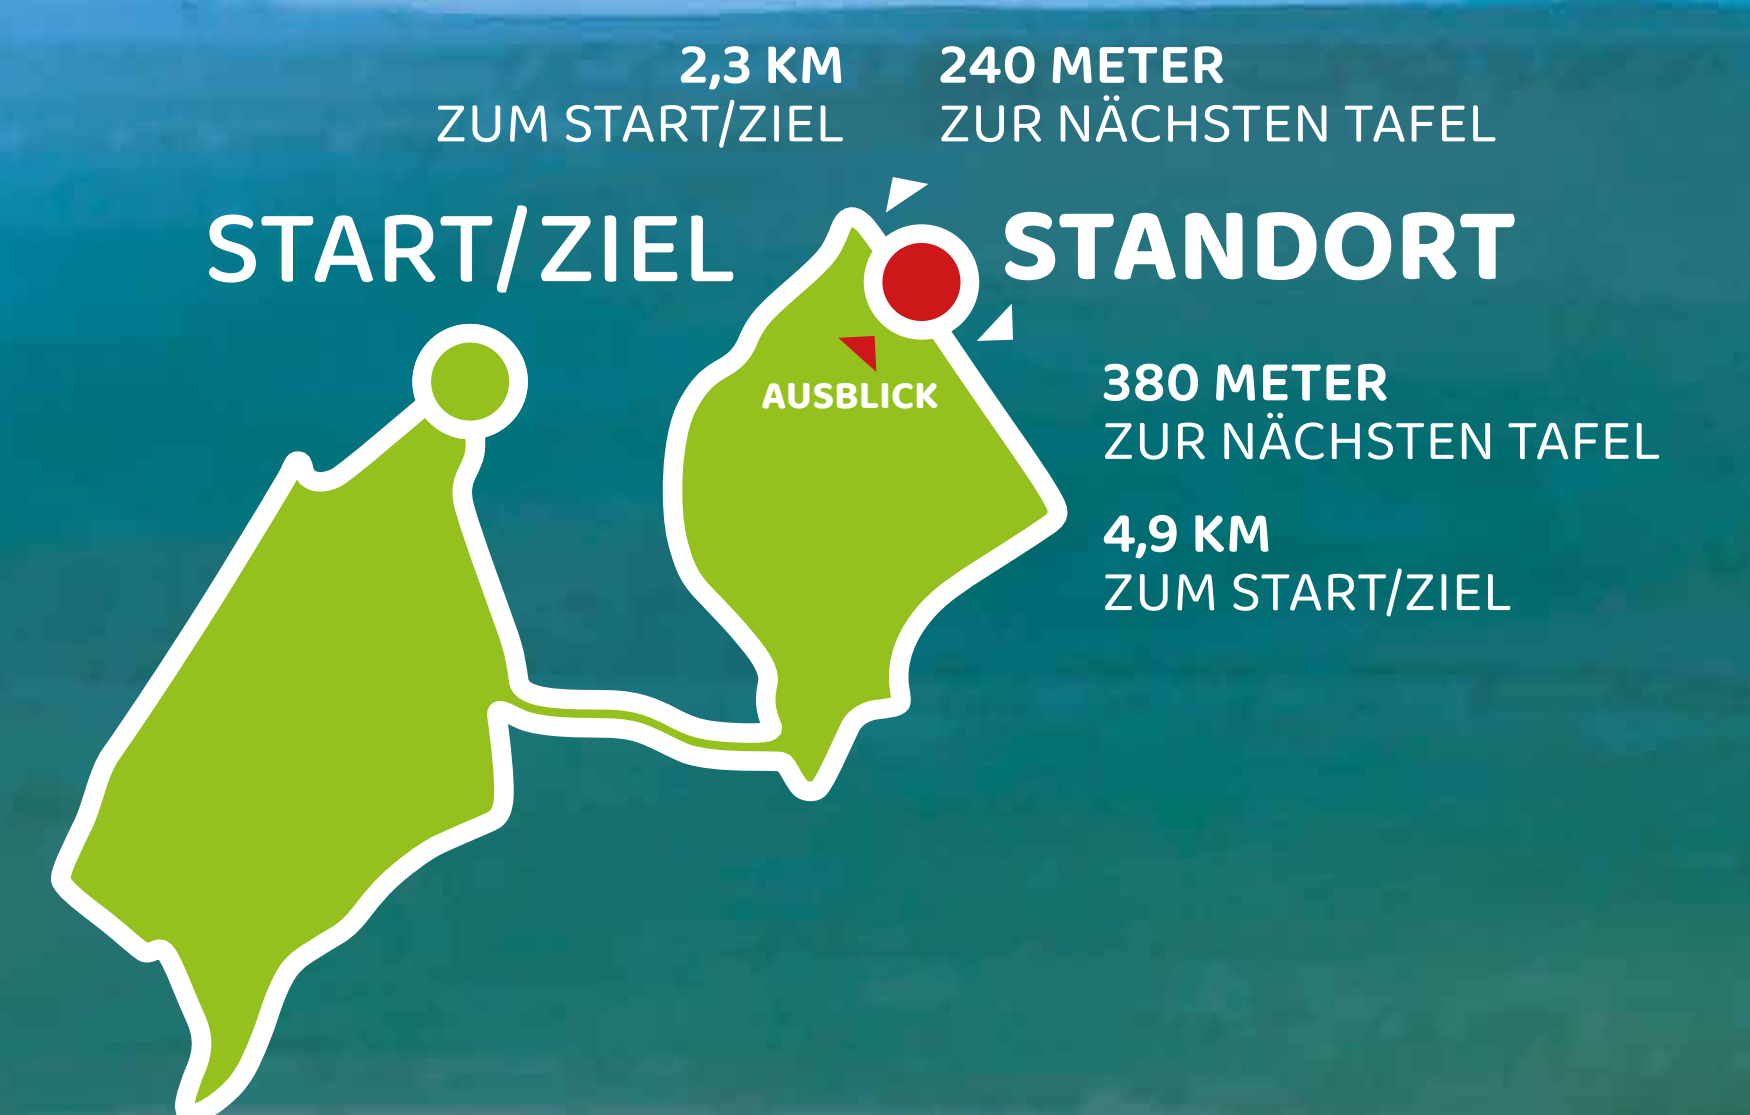 2,3 KM
ZUM START/ZIEL
240 METER
ZUR NÄCHSTEN TAFEL
START/ZIEL
STANDORT
AUSBLICK
380 METER
ZUR NÄCHSTEN TAFEL
4,9 KM
ZUM START/ZIEL